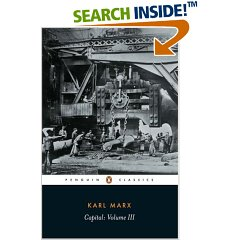 SEARCH INSIDE!™
PENGUIN CLASSICS
KARL MARX
Capital: Volume III